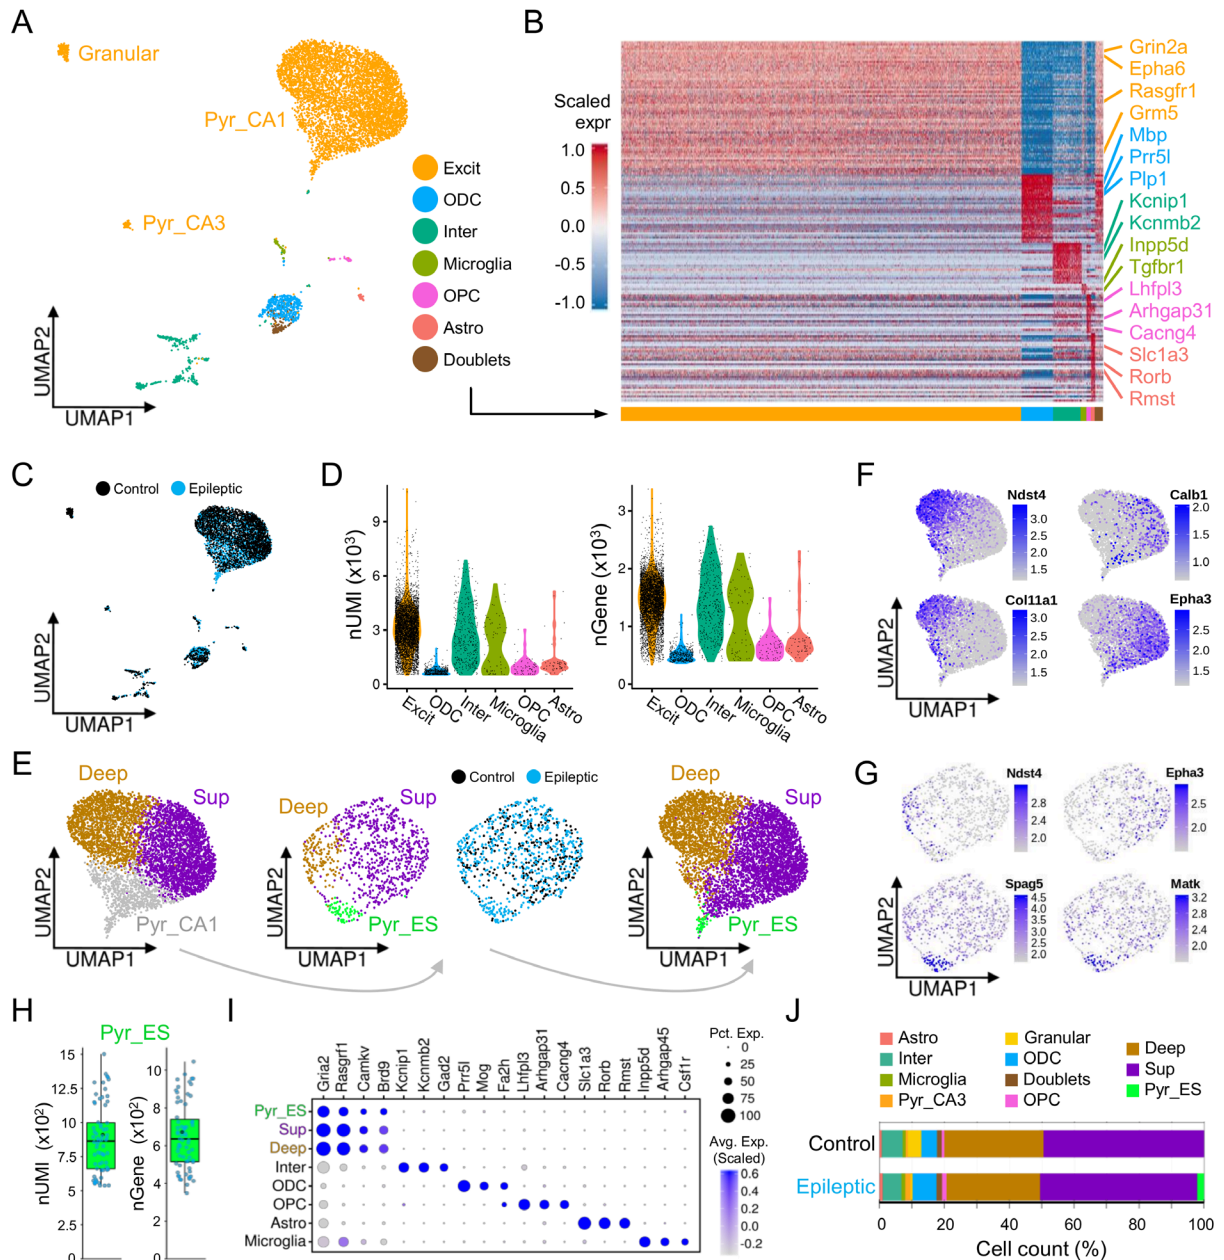 A
Granular
Pyr_CA1
Pyr_CA3
UMAP2
UMAP1
Excit
ODC
Inter
Microglia
OPC
Astro
Doublets
B
Scaled
expr
1.0
0.5
0.0
-0.5
-1.0
Grin2a
Epha6
Rasgfr1
Grm5
Mbp
Prr5l
Plp1
Kcnip1
Kcnmb2
Inpp5d
Tgfbr1
Lhfpl3
Arhgap31
Cacng4
Slc1a3
Rorb
Rmst
C
Control
Epileptic
UMAP2
UMAP1
D
nUMI (x10³)
9
6
3
0
Excit
ODC
Inter
Microglia
OPC
Astro
nGene (x10³)
3
2
1
0
Excit
ODC
Inter
Microglia
OPC
Astro
F
Ndst4
3.0
2.5
2.0
1.5
Calb1
2.0
1.5
1.0
Col11a1
3.0
2.5
2.0
1.5
Epha3
3.0
2.5
2.0
1.5
UMAP2
UMAP1
E
Deep
Sup
Pyr_CA1
UMAP2
UMAP1
Deep
Sup
Pyr_ES
UMAP2
UMAP1
Control
Epileptic
Deep
Sup
Pyr_ES
UMAP2
UMAP1
G
Ndst4
2.8
2.4
2.0
Epha3
2.5
2.0
Spag5
4.5
4.0
3.5
3.0
2.5
2.0
Matk
3.2
2.8
2.4
2.0
UMAP2
UMAP1
H
Pyr_ES
nUMI (x10²)
15
12.5
10
7.5
5.0
2.5
0
nGene (x10²)
10
8
6
4
2
0
I
Gria2
Rasgrf1
Camkv
Brd9
Kcnip1
Kcnmb2
Gad2
Prr5l
Mog
Fa2h
Lhfpl3
Arhgap31
Cacng4
Slc1a3
Rorb
Rmst
Inpp5d
Arhgap45
Csf1r
Pyr_ES
Sup
Deep
Inter
ODC
OPC
Astro
Microglia
Pct. Exp.
0
25
50
75
100
Avg. Exp.
(Scaled)
0.6
0.4
0.2
0.0
-0.2
J
Astro
Inter
Microglia
Pyr_CA3
Granular
ODC
Doublets
OPC
Deep
Sup
Pyr_ES
Control
Epileptic
0
20
40
60
80
100
Cell count (%)